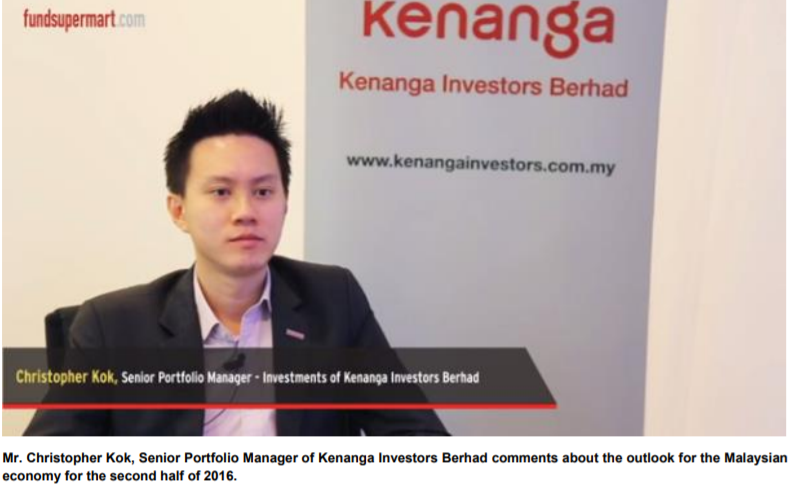 fundsupermart.com
kenanga
Kenanga Investors Berhad
www.kenangainvestors.com.my
Christopher Kok, Senior Portfolio Manager - Investments of Kenanga Investors Berhad
Mr. Christopher Kok, Senior Portfolio Manager of Kenanga Investors Berhad comments about the outlook for the Malaysian
economy for the second half of 2016.